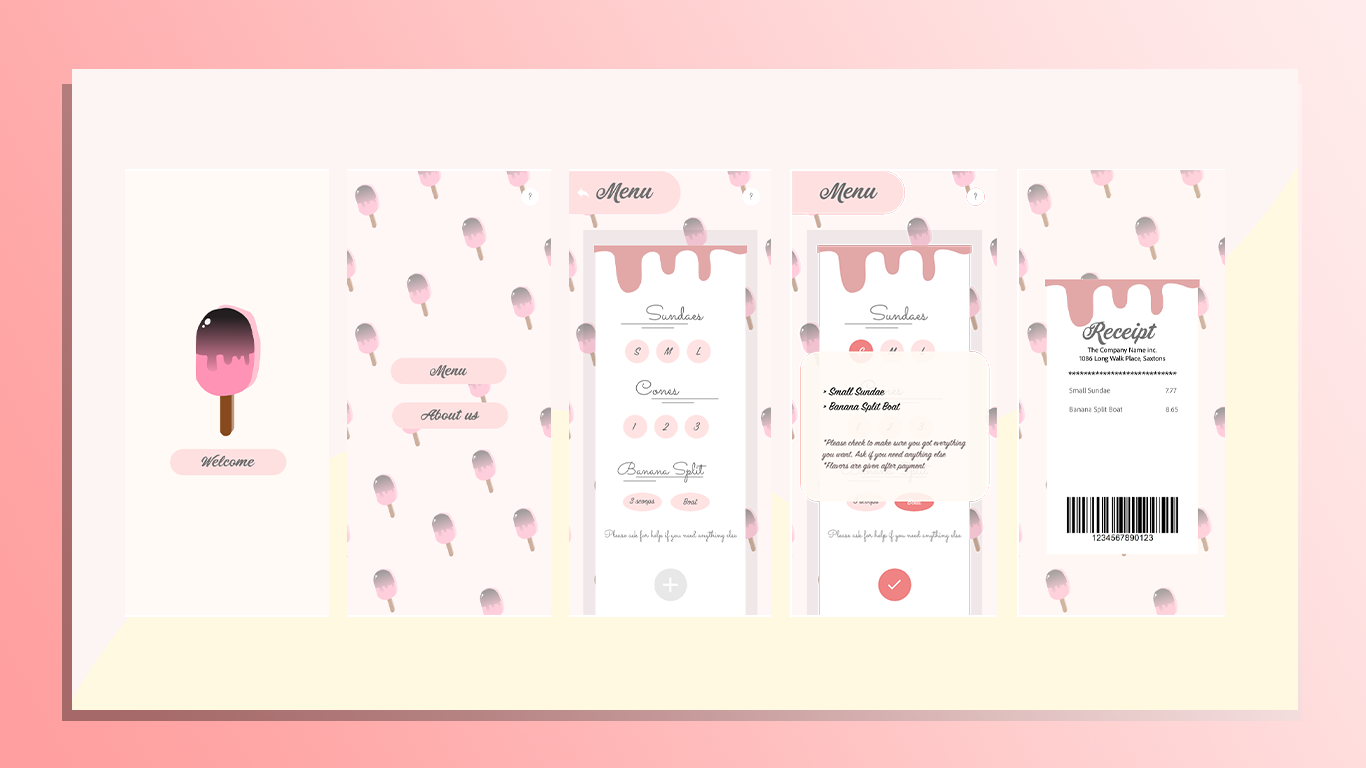 Welcome
?
Menu
About us
Menu
?
Sundaes
S M L
Cones
1 2 3
Banana Split
3 scoops Boat
Please ask for help if you need anything else
Menu
?
Sundaes
S M L
> Small Sundae
> Banana Split Boat
*Please check to make sure you got everything
you want. Ask if you need anything else
*Flavors are given after payment
3 scoops Boat
Please ask for help if you need anything else
Receipt
The Company Name inc.
1086 Long Walk Place, Saxtons
****************************
Small Sundae 7.77
Banana Split Boat 8.65
1234567890123